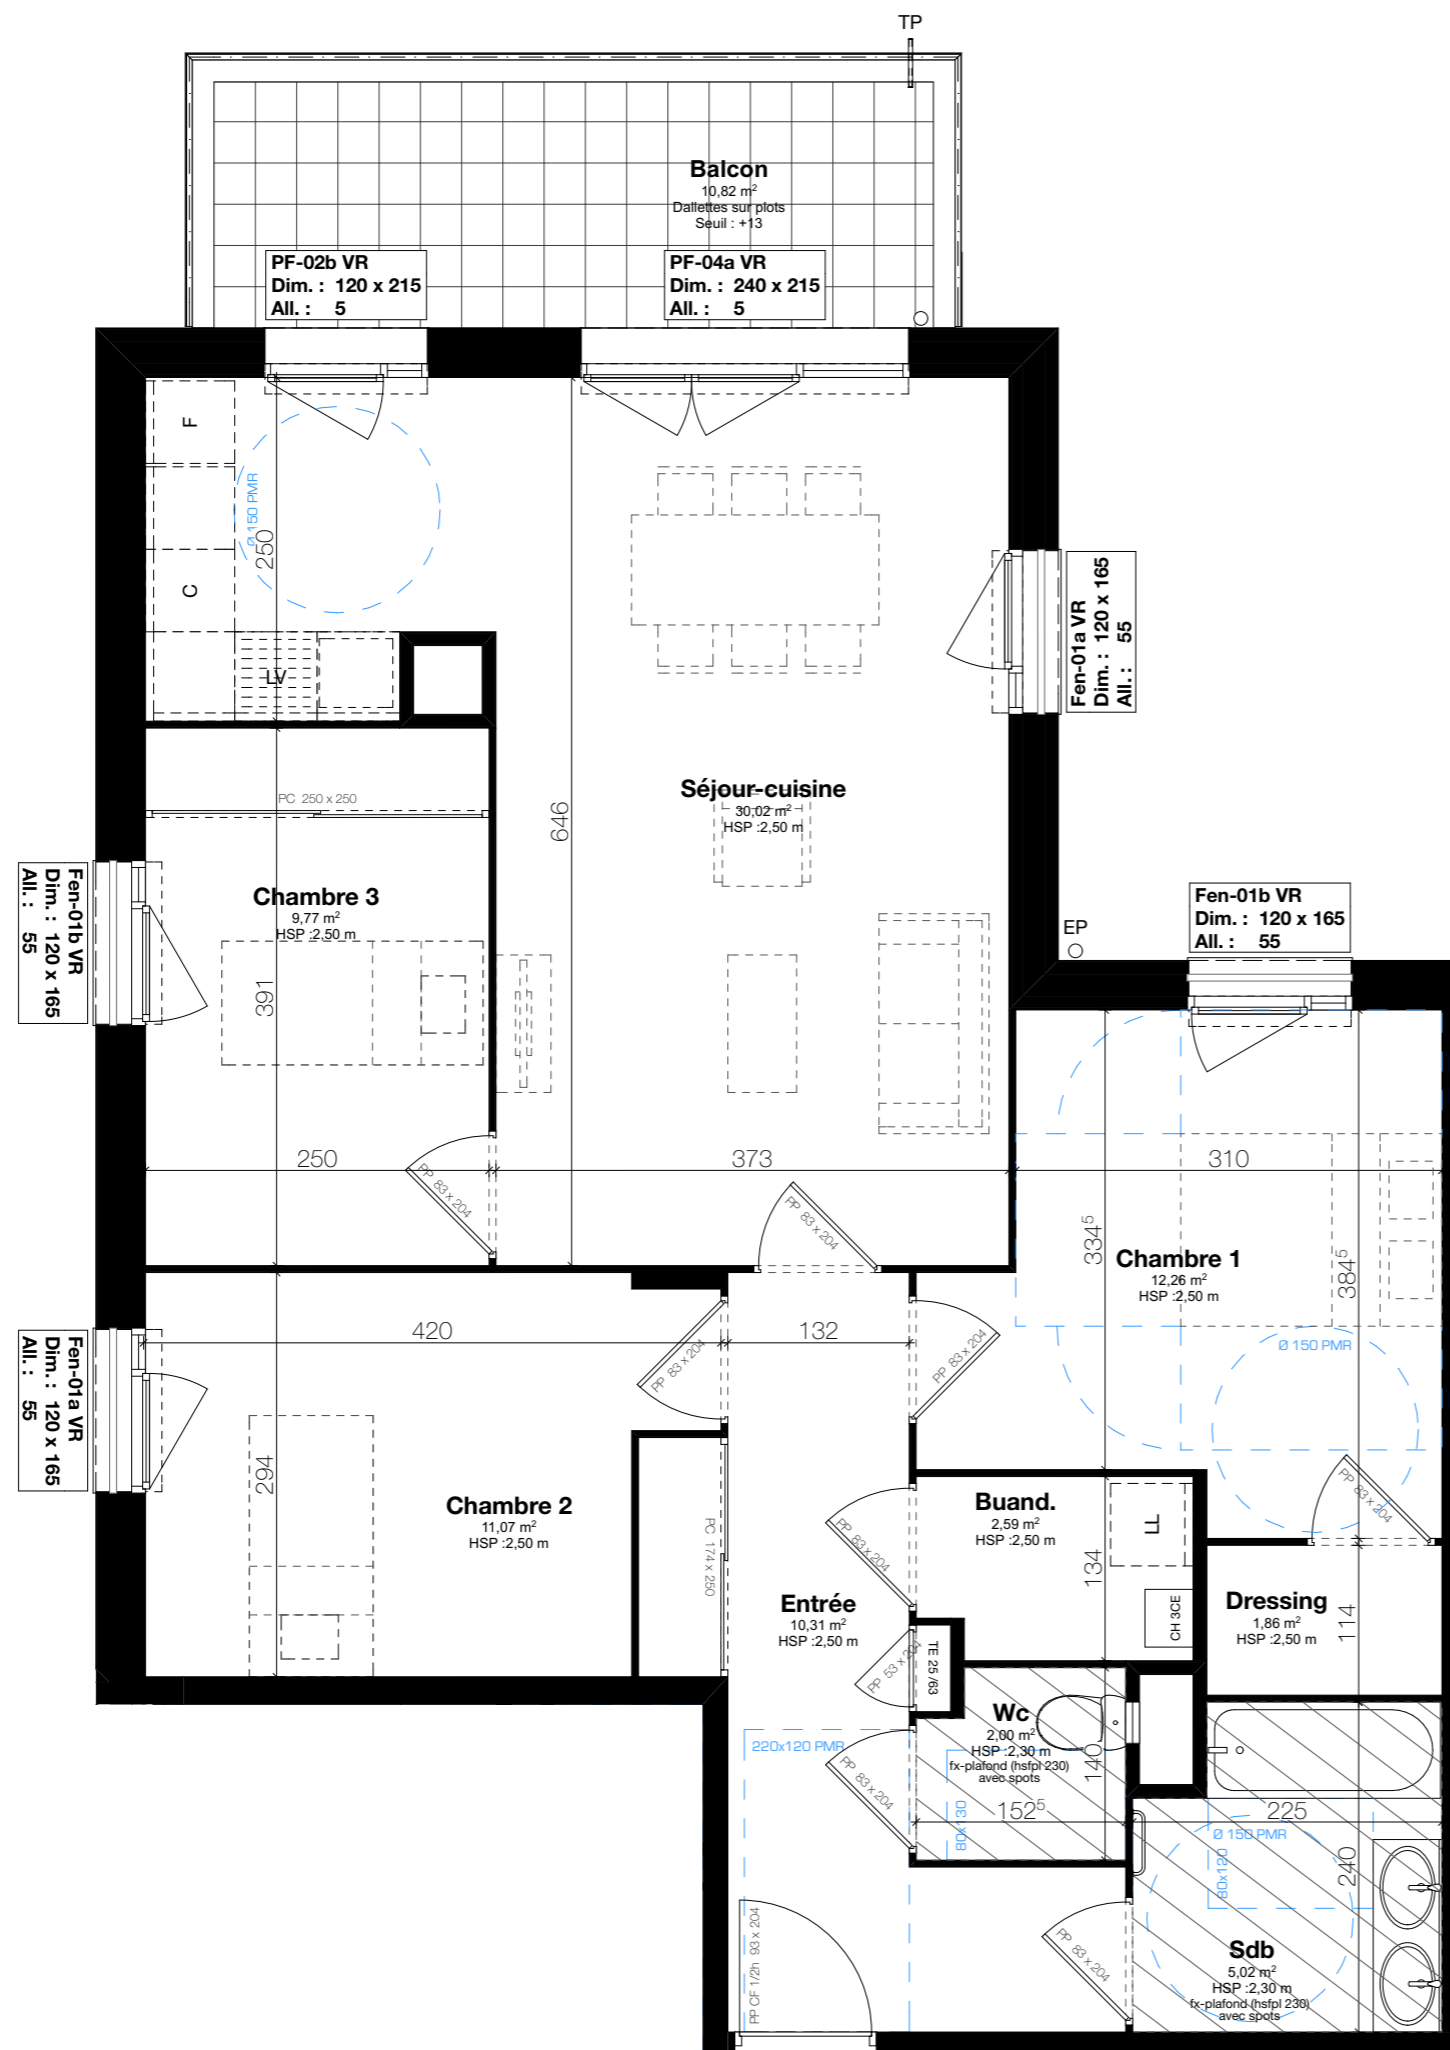 TP
Balcon
10,82 m²
Dallettes sur plots
Seuil : +13
PF-02b VR
Dim. : 120 x 215
All. : 5
PF-04a VR
Dim. : 240 x 215
All. : 5
F
Ø 150 PMR
250
C
LV
Fen-01a VR
Dim. : 120 x 165
All. : 55
PC 250 x 250
646
Séjour-cuisine
30,02 m²
HSP :2,50 m
Fen-01b VR
Dim. : 120 x 165
All. : 55
Chambre 3
9,77 m²
HSP :2,50 m
391
EP
Fen-01b VR
Dim. : 120 x 165
All. : 55
250
PP 83 x 204
373
PP 83 x 204
310
334⁵
Chambre 1
12,26 m²
HSP :2,50 m
384⁵
Ø 150 PMR
Fen-01a VR
Dim. : 120 x 165
All. : 55
420
PP 83 x 204
132
PP 83 x 204
294
Chambre 2
11,07 m²
HSP :2,50 m
PC 174 x 250
PP 83 x 204
Buand.
2,59 m²
HSP :2,50 m
LL
134
CH 3CE
PP 83 x 204
Dressing
1,86 m²
HSP :2,50 m
114
Entrée
10,31 m²
HSP :2,50 m
PP 53 x 204
TE 25 /63
Wc
2,00 m²
HSP :2,30 m
fx-plafond (hsfpl 230)
avec spots
140
220x120 PMR
PP 83 x 204
80x130
152⁵
225
Ø 150 PMR
80x120
240
PP CF 1/2h 93 x 204
PP 83 x 204
Sdb
5,02 m²
HSP :2,30 m
fx-plafond (hsfpl 230)
avec spots